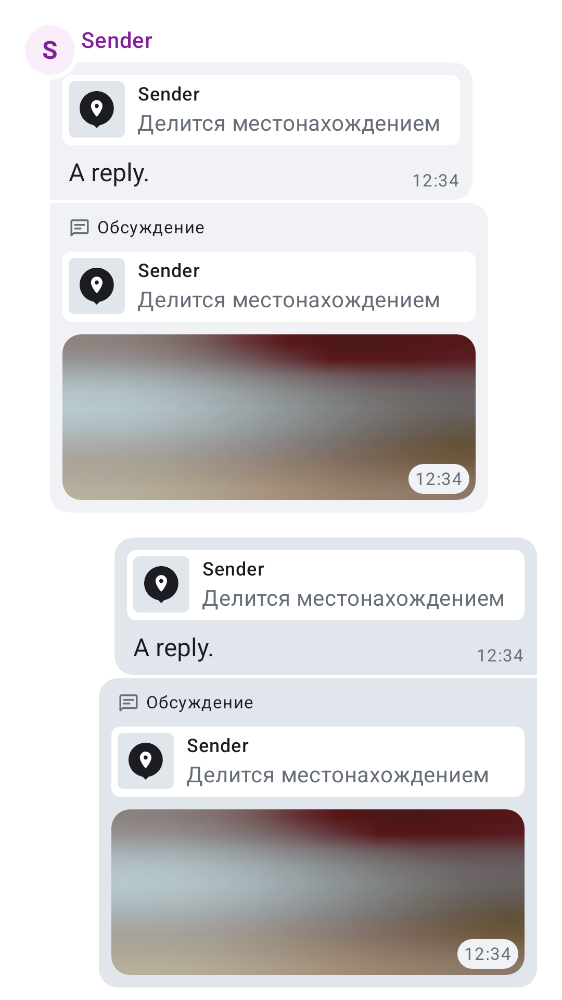 S
Sender
Sender
Делится местонахождением
A reply.
12:34
Обсуждение
Sender
Делится местонахождением
12:34
Sender
Делится местонахождением
A reply.
12:34
Обсуждение
Sender
Делится местонахождением
12:34